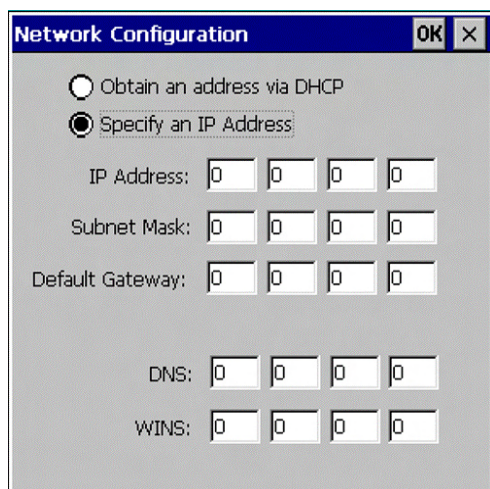 Network Configuration OK ×
Obtain an address via DHCP
Specify an IP Address
IP Address: 0 0 0 0
Subnet Mask: 0 0 0 0
Default Gateway: 0 0 0 0
DNS: 0 0 0 0
WINS: 0 0 0 0